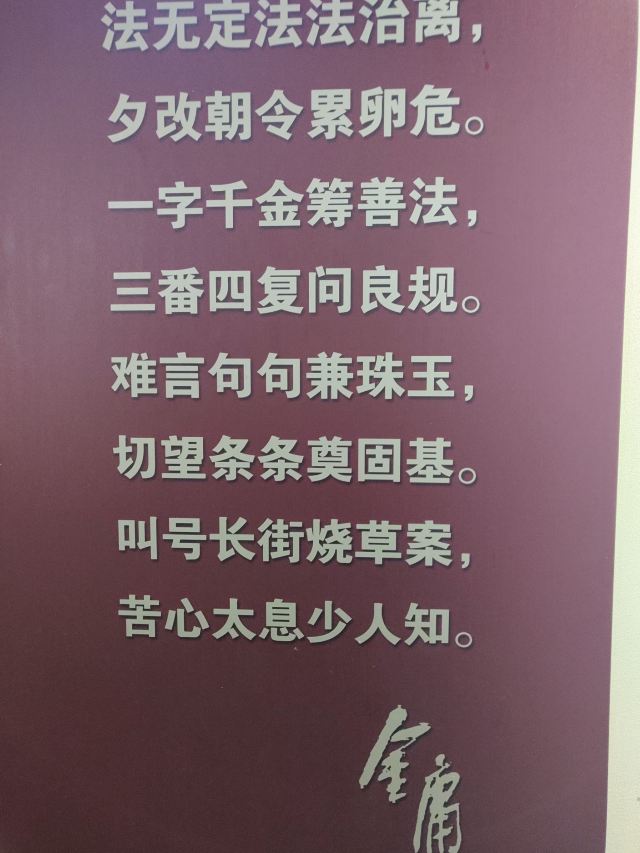 法无定法法治离，
夕改朝令累卵危。
一字千金筹善法，
三番四复问良规。
难言句句兼珠玉，
切望条条奠固基。
叫号长街烧草案，
苦心太息少人知。
金庸